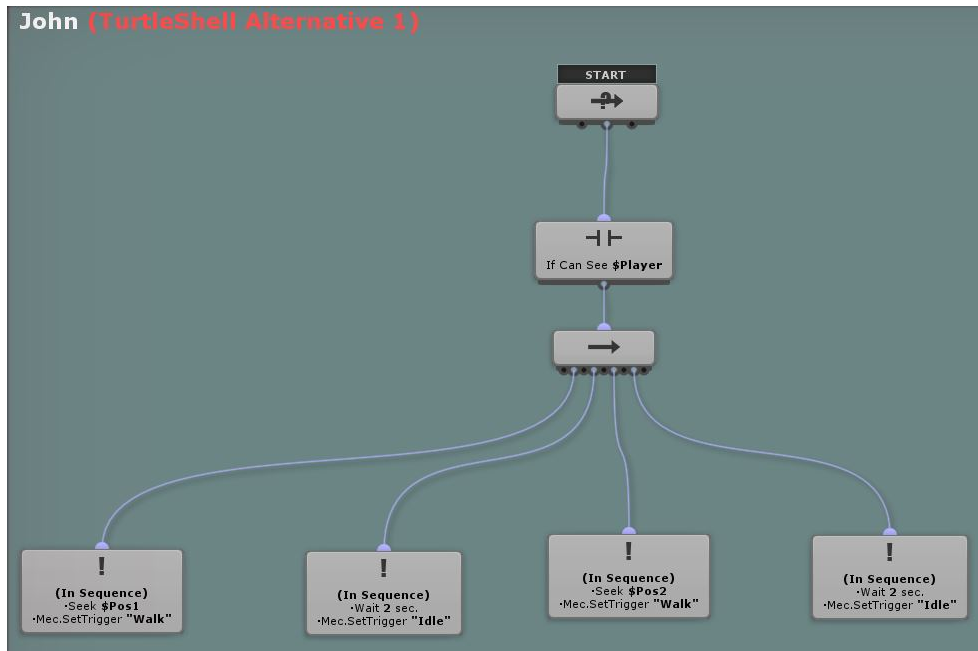 John (TurtleShell Alternative 1)
START
If Can See $Player
!
(In Sequence)
·Seek $Pos1
·Mec.SetTrigger "Walk"
!
(In Sequence)
·Wait 2 sec.
·Mec.SetTrigger "Idle"
!
(In Sequence)
·Seek $Pos2
·Mec.SetTrigger "Walk"
!
(In Sequence)
·Wait 2 sec.
·Mec.SetTrigger "Idle"